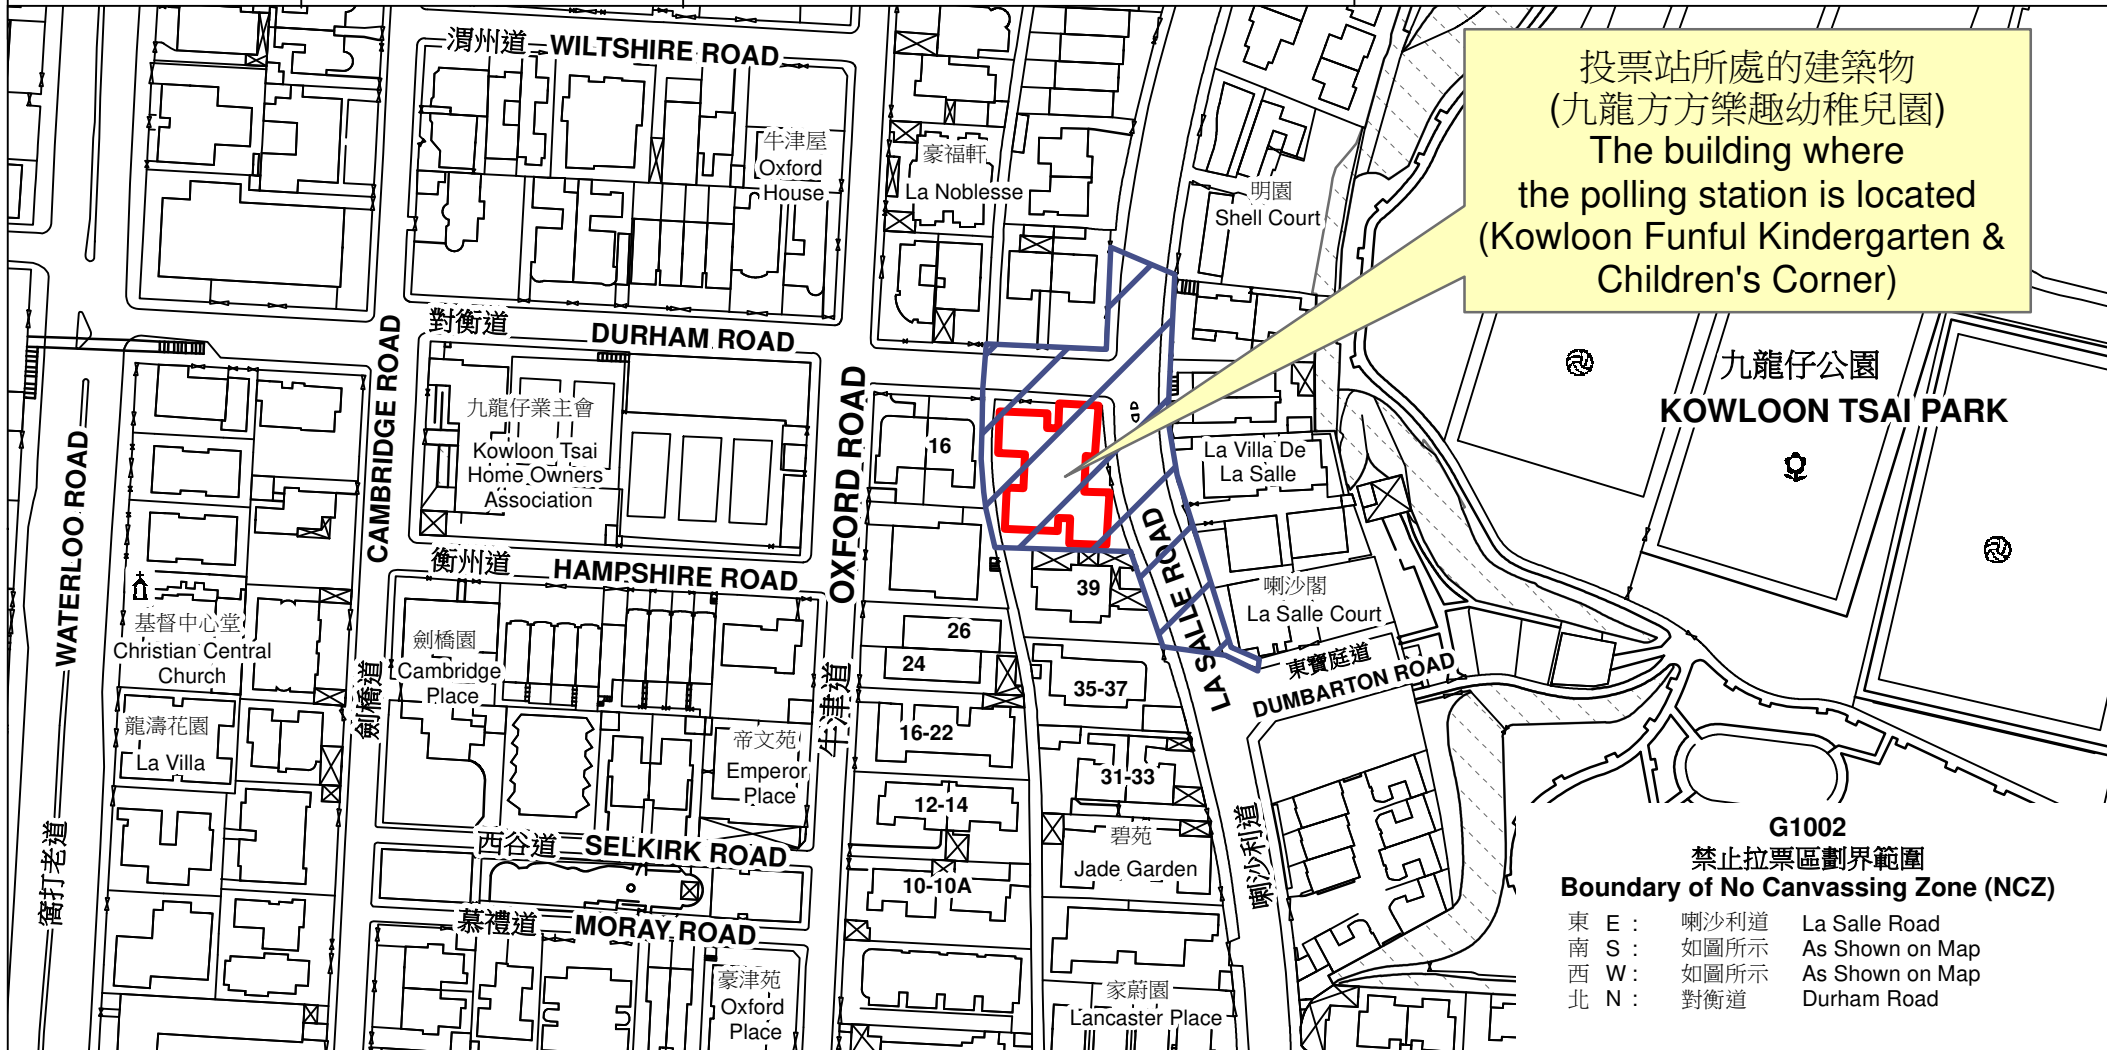 渭州道 WILTSHIRE ROAD
投票站所處的建築物
(九龍方方樂趣幼稚兒園)
The building where
the polling station is located
(Kowloon Funful Kindergarten &
Children's Corner)
牛津屋
Oxford
House
豪福軒
La Noblesse
明園
Shell Court
對衡道
DURHAM ROAD
CAMBRIDGE ROAD
劍橋道
OXFORD ROAD
牛津道
WATERLOO ROAD
窩打老道
九龍仔業主會
Kowloon Tsai
Home Owners
Association
16
La Villa De
La Salle
九龍仔公園
KOWLOON TSAI PARK
衡州道 HAMPSHIRE ROAD
39
LA SALLE ROAD
喇沙利道
喇沙閣
La Salle Court
基督中心堂
Christian Central
Church
劍橋園
Cambridge
Place
26
24
35-37
東寶庭道
DUMBARTON ROAD
龍濤花園
La Villa
帝文苑
Emperor
Place
16-22
31-33
12-14
碧苑
Jade Garden
西谷道 SELKIRK ROAD
10-10A
慕禮道 MORAY ROAD
豪津苑
Oxford
Place
家蔚園
Lancaster Place
G1002
禁止拉票區劃界範圍
Boundary of No Canvassing Zone (NCZ)
東 E : 喇沙利道 La Salle Road
南 S : 如圖所示 As Shown on Map
西 W : 如圖所示 As Shown on Map
北 N : 對衡道 Durham Road